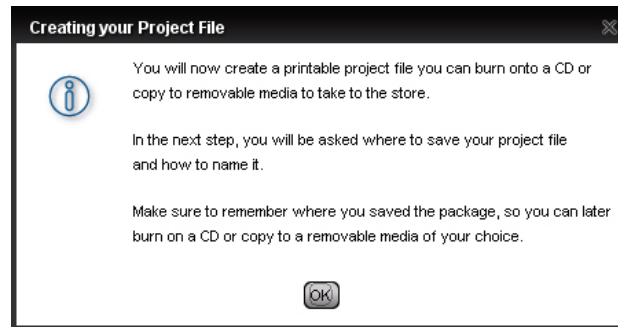 Creating your Project File
You will now create a printable project file you can burn onto a CD or
copy to removable media to take to the store.
In the next step, you will be asked where to save your project file
and how to name it.
Make sure to remember where you saved the package, so you can later
burn on a CD or copy to a removable media of your choice.
OK